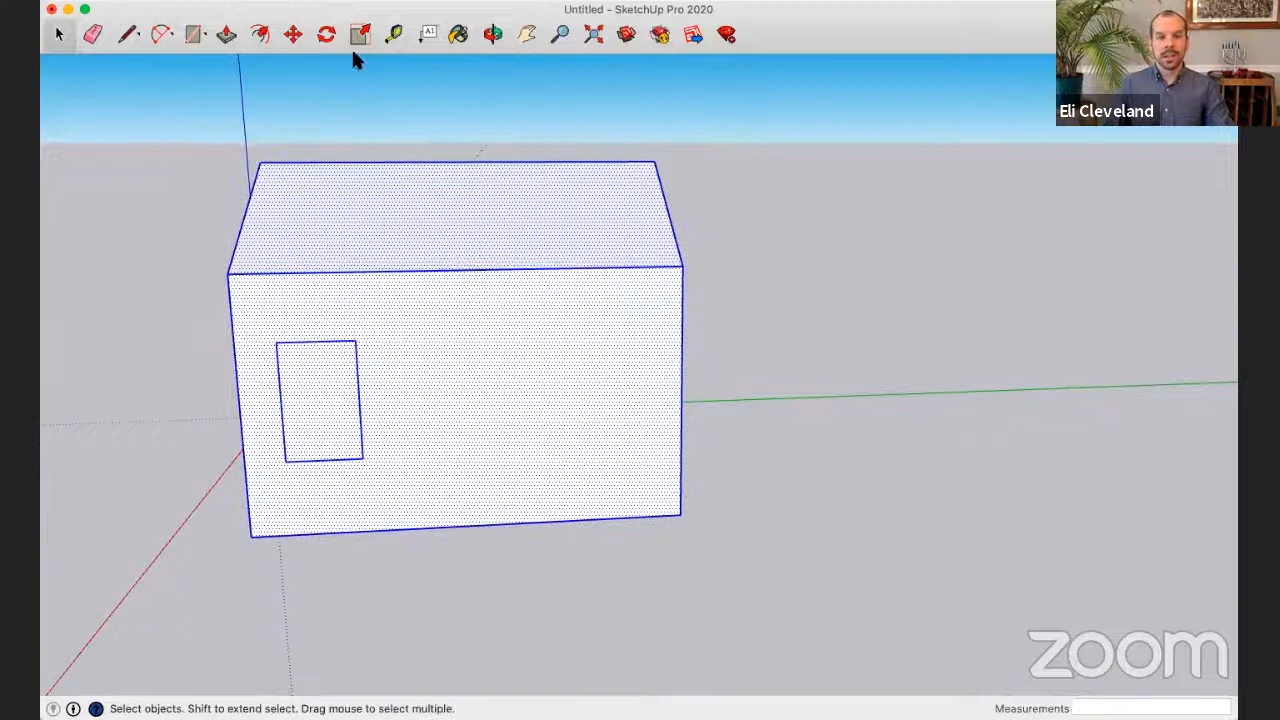 Untitled - SketchUp Pro 2020
A1
Eli Cleveland
zoom
Select objects. Shift to extend select. Drag mouse to select multiple.
Measurements